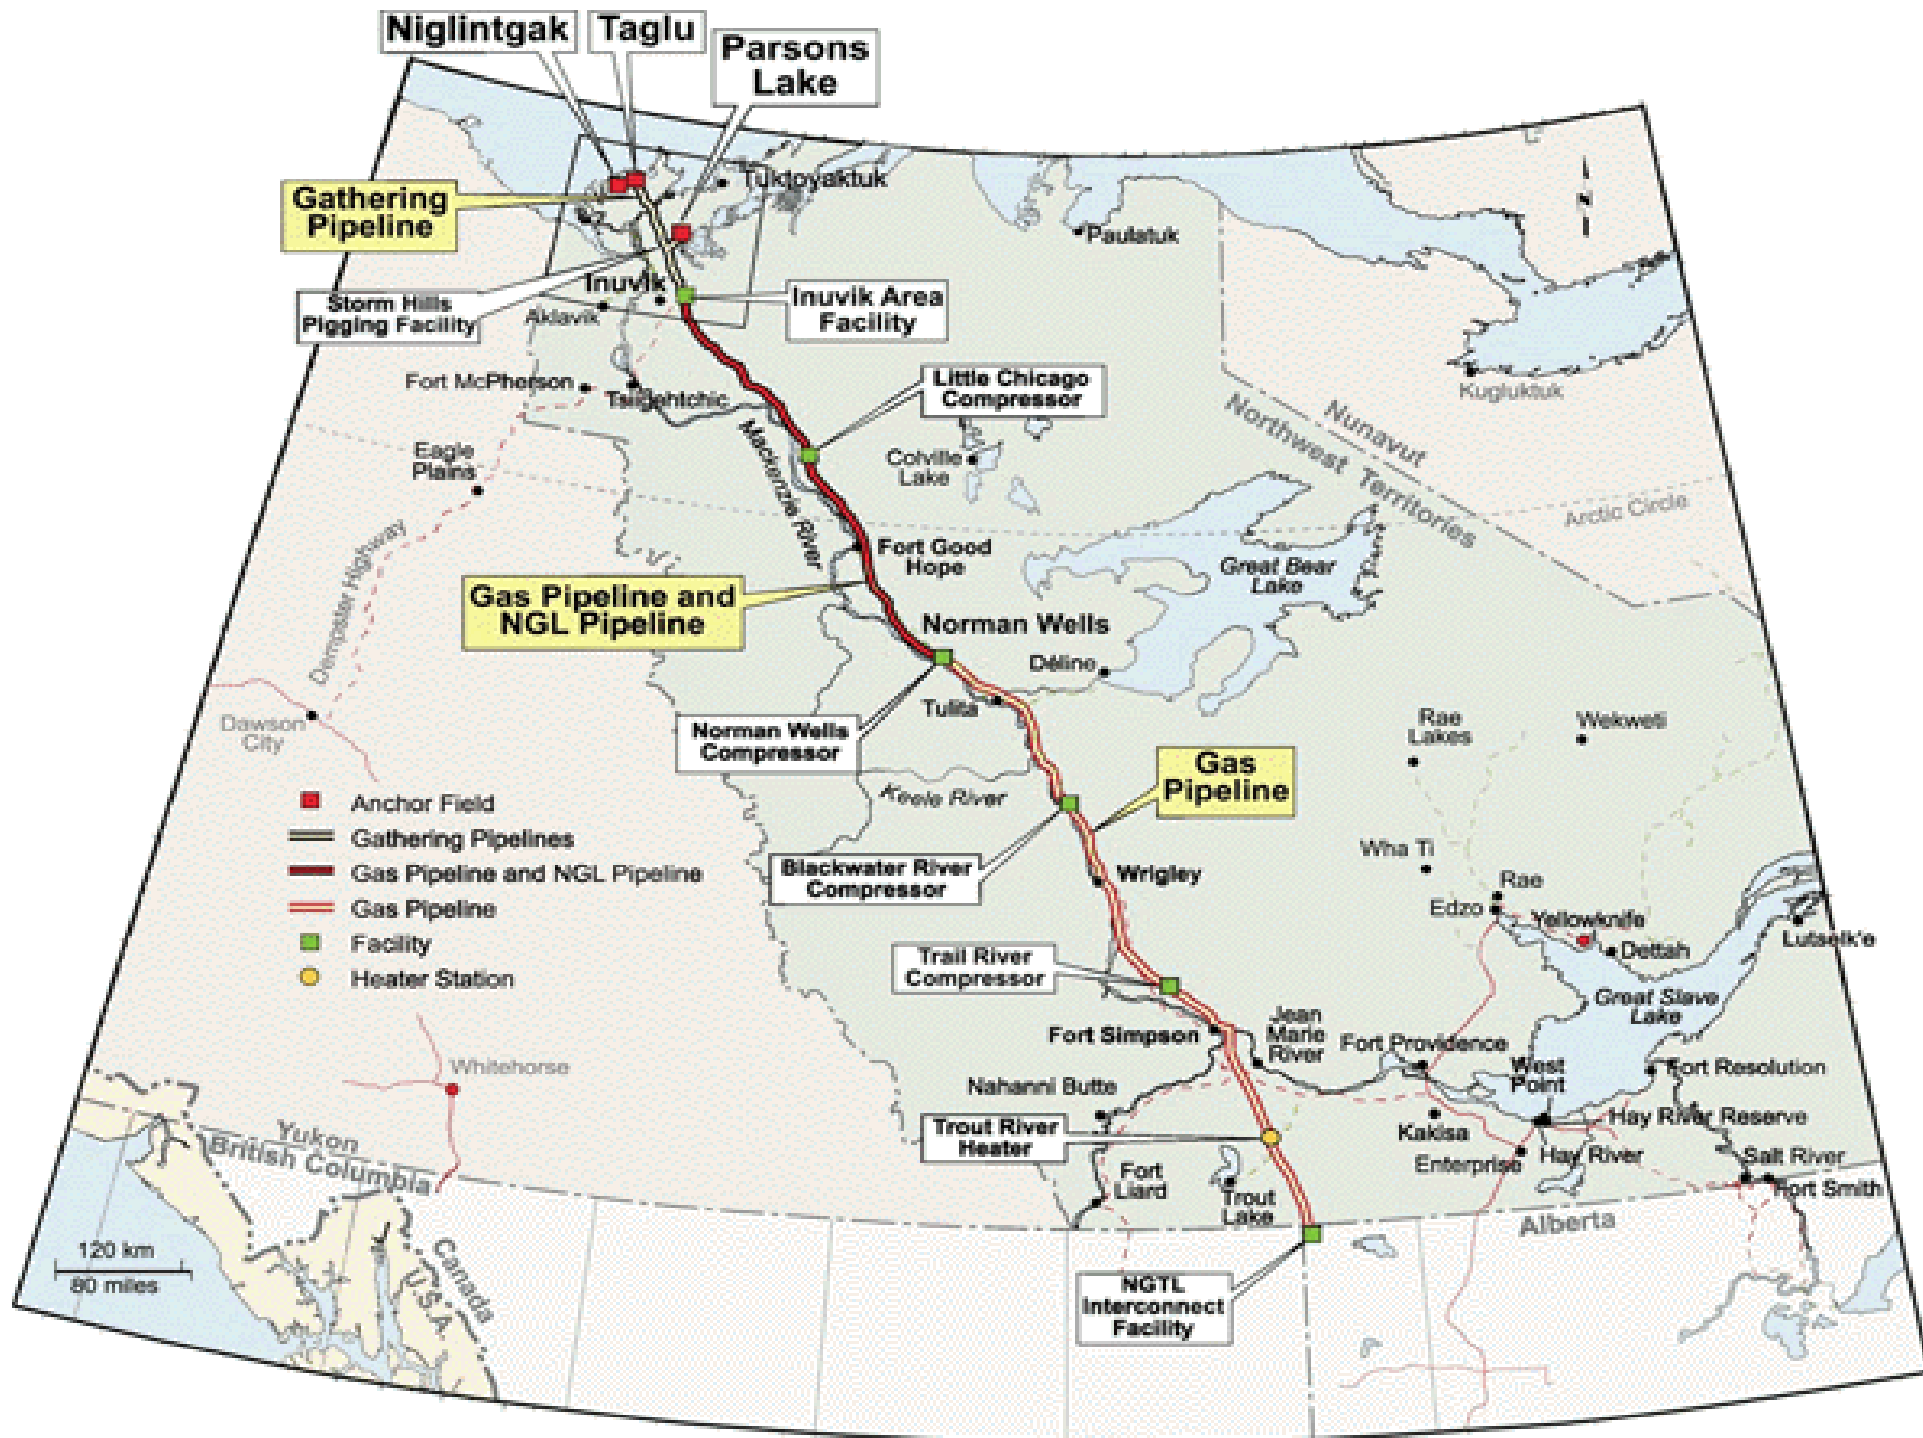 Niglintgak
Taglu
Parsons
Lake
Gathering
Pipeline
Tuktoyaktuk
Paulatuk
N
Storm Hills
Pigging Facility
Inuvik
Aklavik
Inuvik Area
Facility
Fort McPherson
Tsiigehtchic
Little Chicago
Compressor
Kugluktuk
Nunavut
Northwest Territories
Eagle
Plains
Mackenzie River
Colville
Lake
Arctic Circle
Dempster Highway
Fort Good
Hope
Great Bear
Lake
Gas Pipeline and
NGL Pipeline
Norman Wells
Déline
Tulita
Dawson
City
Norman Wells
Compressor
Rae
Lakes
Wekweti
Gas
Pipeline
Keele River
Anchor Field
Gathering Pipelines
Gas Pipeline and NGL Pipeline
Gas Pipeline
Facility
Heater Station
Wha Ti
Blackwater River
Compressor
Wrigley
Rae
Edzo
Yellowknife
Dettah
Lutselk'e
Trail River
Compressor
Great Slave
Lake
Fort Simpson
Jean
Marie
River
Fort Providence
West
Point
Fort Resolution
Whitehorse
Nahanni Butte
Hay River Reserve
Kakisa
Trout River
Heater
Enterprise
Hay River
Salt River
Fort Smith
Yukon
British Columbia
Fort
Liard
Trout
Lake
Alberta
120 km
80 miles
Canada
U.S.A.
NGTL
Interconnect
Facility